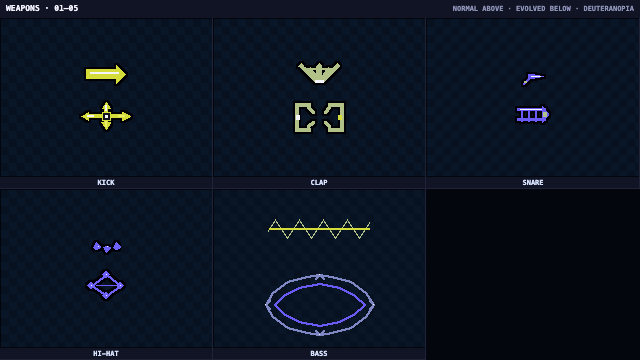 WEAPONS · 01—05
NORMAL ABOVE · EVOLVED BELOW · DEUTERANOPIA
KICK
CLAP
SNARE
HI-HAT
BASS